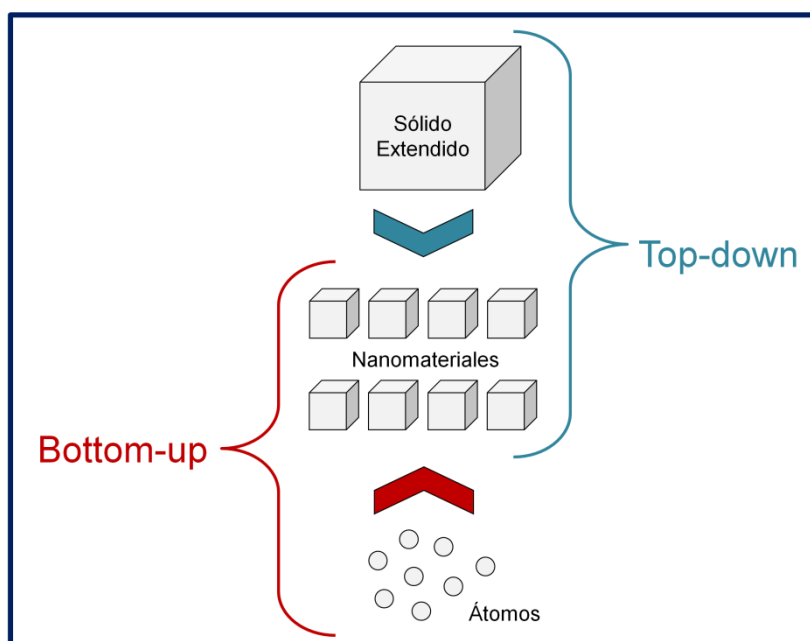 Sólido
Extendido
Top-down
Nanomateriales
Bottom-up
Átomos